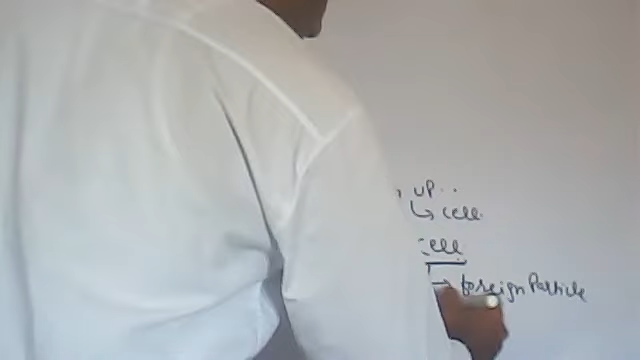 up..
↳ cell.
cell
→ foreign Particle